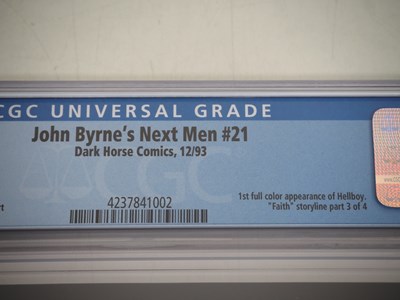 CGC UNIVERSAL GRADE
John Byrne's Next Men #21
Dark Horse Comics, 12/93
CGC
1st full color appearance of Hellboy.
"Faith" storyline part 3 of 4
4237841002